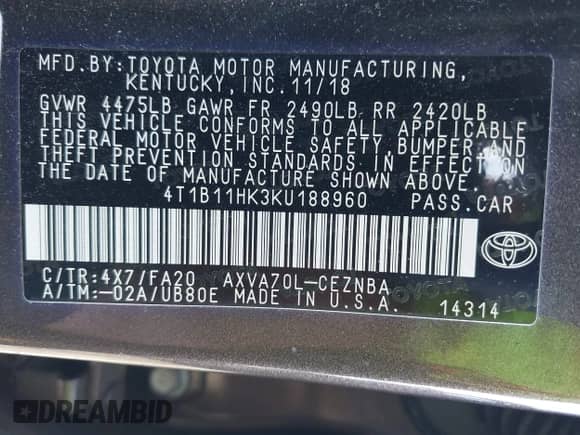 MFD.BY:TOYOTA MOTOR MANUFACTURING,
KENTUCKY, INC.11/18
GVWR 4475LB GAWR FR 2490LB RR 2420LB
THIS VEHICLE CONFORMS TO ALL APPLICABLE
FEDERAL MOTOR VEHICLE SAFETY, BUMPER AND
THEFT PREVENTION STANDARDS IN EFFECT ON
THE DATE OF MANUFACTURE SHOWN ABOVE.
4T1B11HK3KU188960 PASS.CAR
C/TR:4X7/FA20 AXVA70L-CEZNBA
A/TM:-02A/UB80E MADE IN U.S.A. 14314
DREAMBID